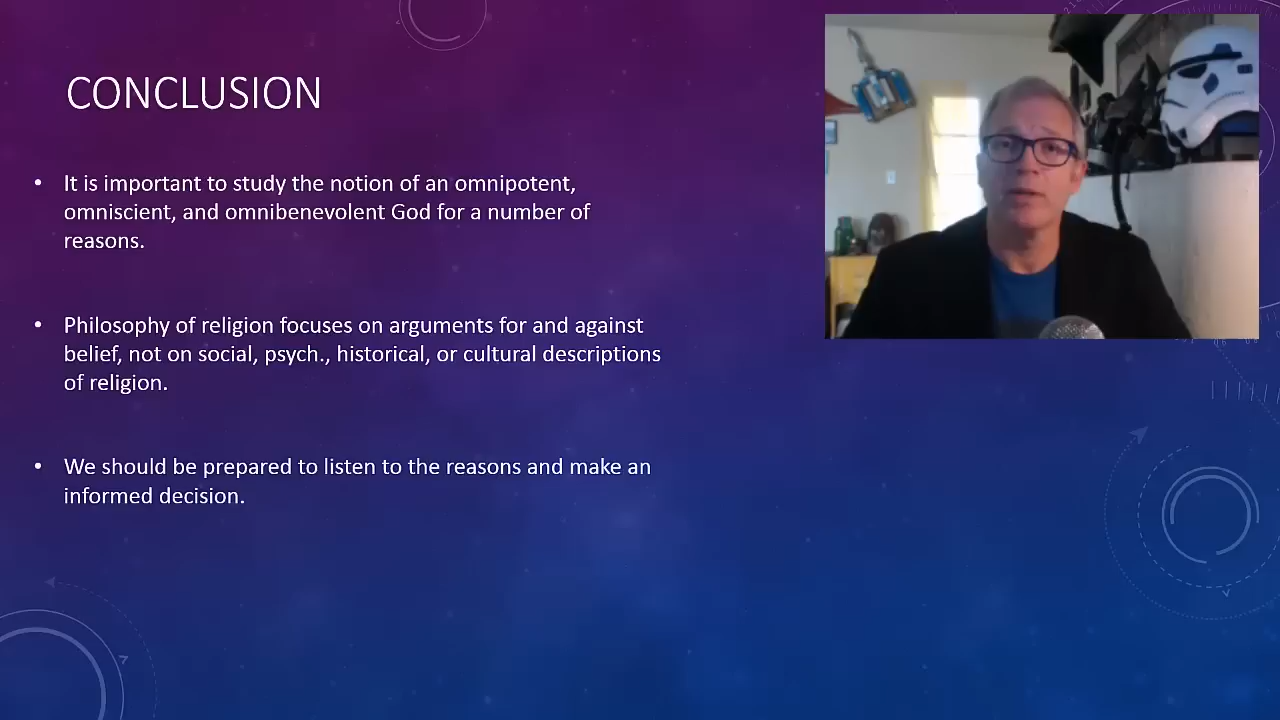 CONCLUSION
• It is important to study the notion of an omnipotent,
omniscient, and omnibenevolent God for a number of
reasons.
• Philosophy of religion focuses on arguments for and against
belief, not on social, psych., historical, or cultural descriptions
of religion.
• We should be prepared to listen to the reasons and make an
informed decision.